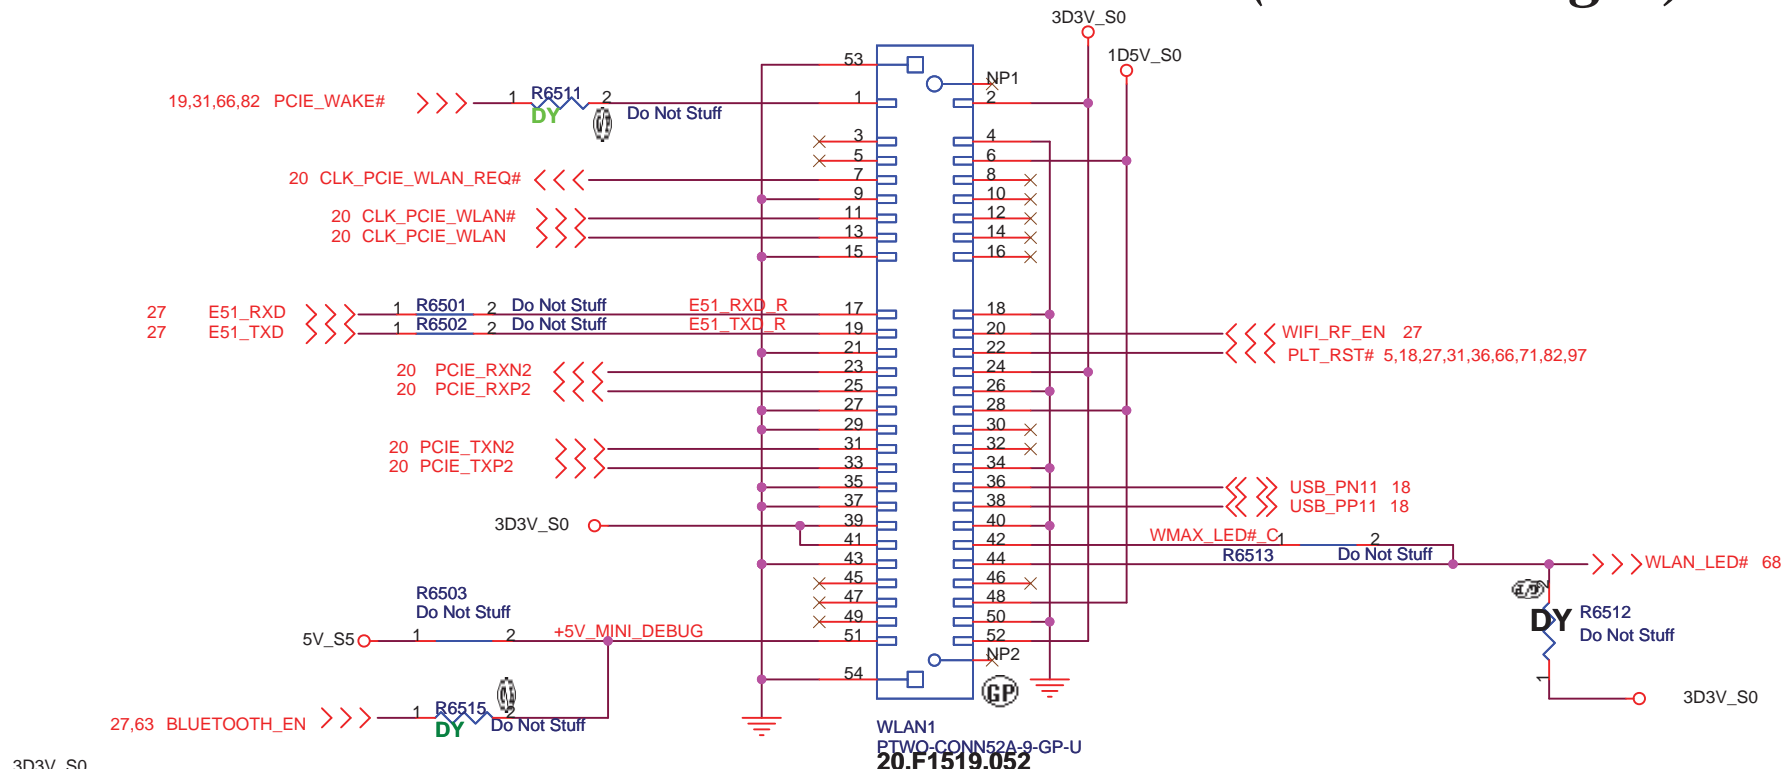 3D3V_S0
1D5V_S0
53
NP1
19,31,66,82 PCIE_WAKE# 1 R6511 2 Do Not Stuff 1 2
DY
3 4
5 6
20 CLK_PCIE_WLAN_REQ# 7 8
9 10
20 CLK_PCIE_WLAN# 11 12
20 CLK_PCIE_WLAN 13 14
15 16
27 E51_RXD 1 R6501 2 Do Not Stuff E51_RXD_R 17 18
27 E51_TXD 1 R6502 2 Do Not Stuff E51_TXD_R 19 20 WIFI_RF_EN 27
21 22 PLT_RST# 5,18,27,31,36,66,71,82,97
20 PCIE_RXN2 23 24
20 PCIE_RXP2 25 26
27 28
29 30
20 PCIE_TXN2 31 32
20 PCIE_TXP2 33 34
35 36 USB_PN11 18
37 38 USB_PP11 18
3D3V_S0 39 40
41 42 WMAX_LED#_C 1 2
R6513 Do Not Stuff
43 44 WLAN_LED# 68
45 46
R6503
Do Not Stuff
47 48
49 50
2
DY R6512
Do Not Stuff
1
3D3V_S0
5V_S5 1 2 +5V_MINI_DEBUG 51 52
NP2
54
GP
27,63 BLUETOOTH_EN 1 R6515 2 Do Not Stuff
DY
WLAN1
PTWO-CONN52A-9-GP-U
20.F1519.052
3D3V_S0